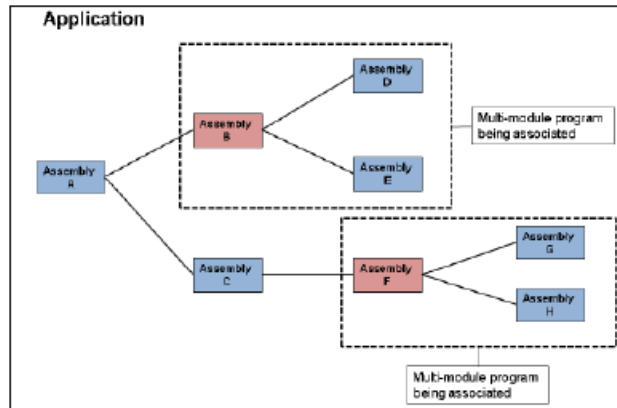 Application
Assembly
D
Assembly
B
Multi-module program
being associated
Assembly
E
Assembly
A
Assembly
G
Assembly
C
Assembly
F
Assembly
H
Multi-module program
being associated